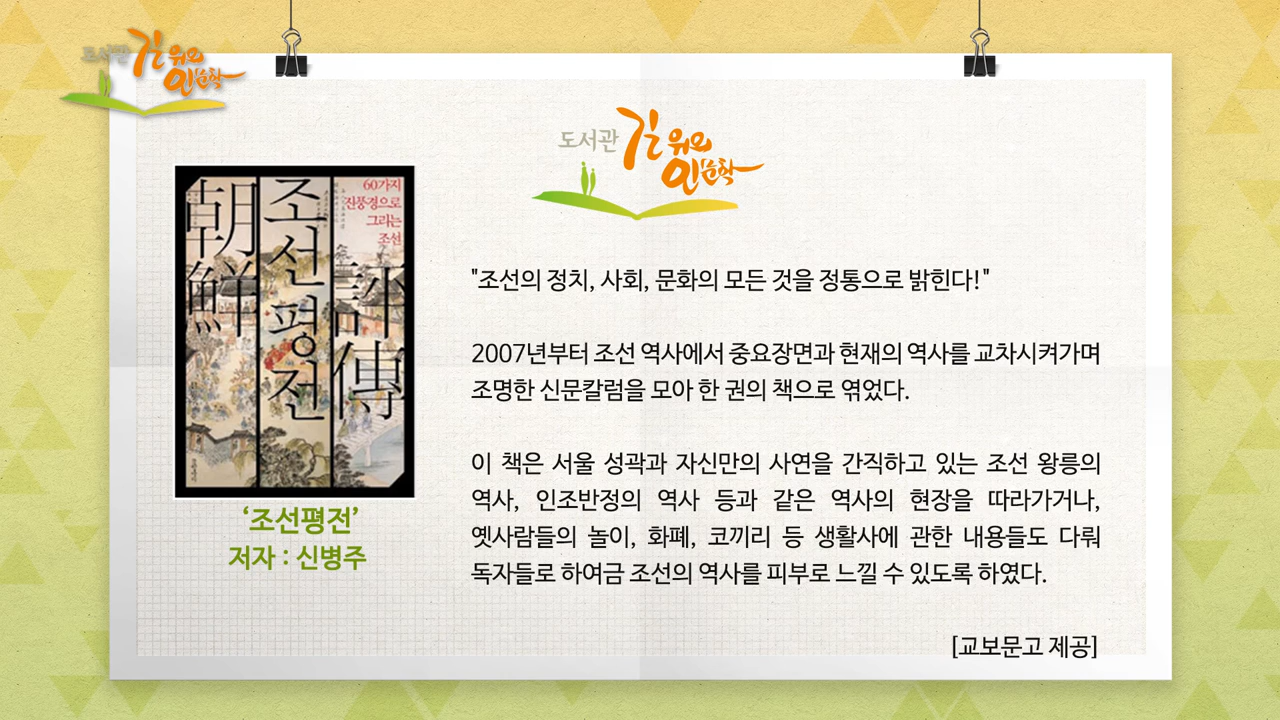 도서관 길 위의
인문학
도서관 길 위의
인문학
朝鮮
조선평전
評傳
60가지
진풍경으로
그리는
조선
‘조선평전’
저자 : 신병주
"조선의 정치, 사회, 문화의 모든 것을 정통으로 밝힌다!"
2007년부터 조선 역사에서 중요장면과 현재의 역사를 교차시켜가며
조명한 신문칼럼을 모아 한 권의 책으로 엮었다.
이 책은 서울 성곽과 자신만의 사연을 간직하고 있는 조선 왕릉의
역사, 인조반정의 역사 등과 같은 역사의 현장을 따라가거나,
옛사람들의 놀이, 화폐, 코끼리 등 생활사에 관한 내용들도 다뤄
독자들로 하여금 조선의 역사를 피부로 느낄 수 있도록 하였다.
[교보문고 제공]